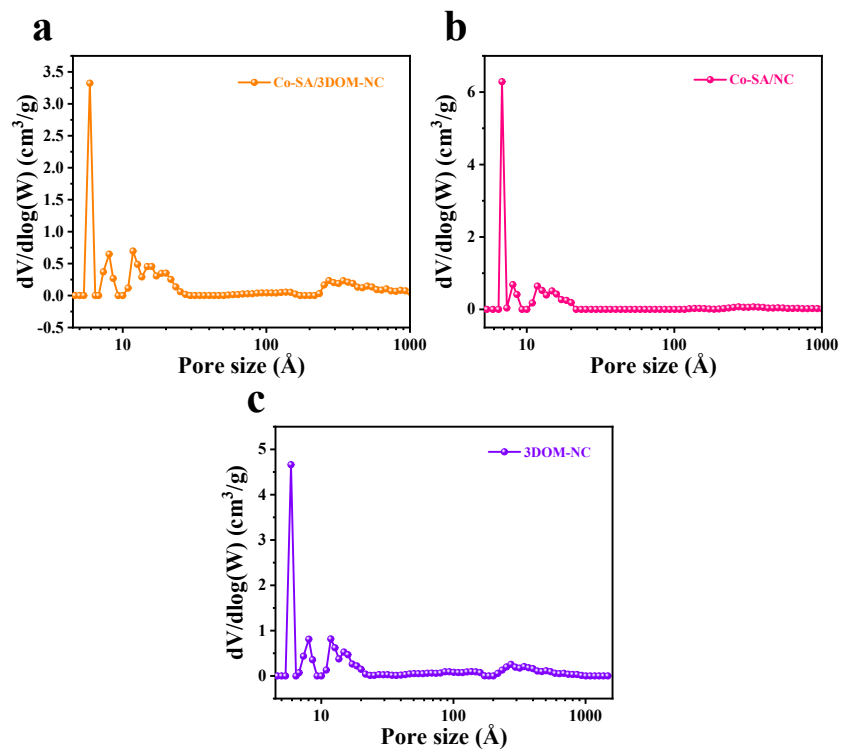 a
Co-SA/3DOM-NC
dV/dlog(W) (cm³/g)
3.5
3.0
2.5
2.0
1.5
1.0
0.5
0.0
-0.5
10
100
1000
Pore size (Å)
b
Co-SA/NC
dV/dlog(W) (cm³/g)
6
4
2
0
10
100
1000
Pore size (Å)
c
3DOM-NC
dV/dlog(W) (cm³/g)
5
4
3
2
1
0
10
100
1000
Pore size (Å)